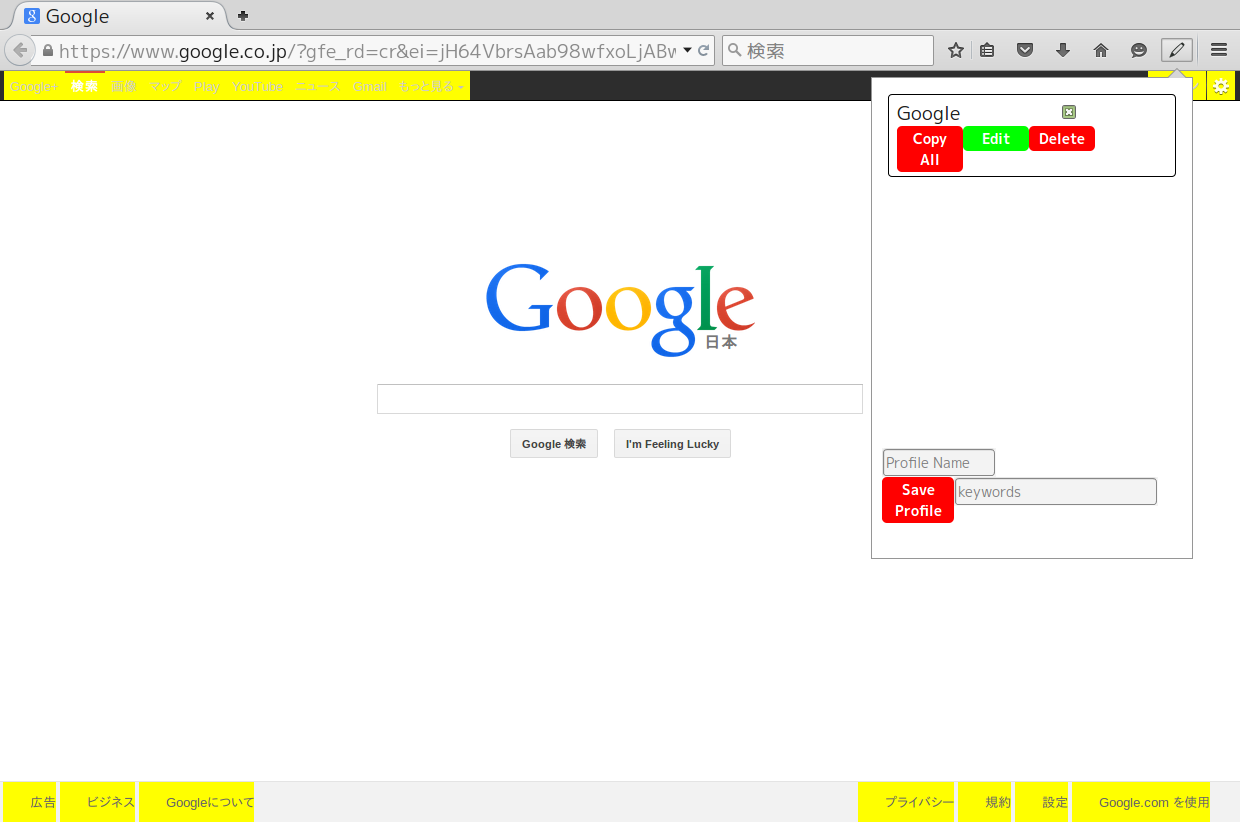 Google
https://www.google.co.jp/?gfe_rd=cr&ei=jH64VbrsAab98wfxoLjABw
検索
Google+ 検索 画像 マップ Play YouTube ニュース Gmail もっと見る
Google
Copy All
Edit
Delete
Google
日本
Google 検索
I'm Feeling Lucky
Profile Name
Save Profile
keywords
広告 ビジネス Googleについて
プライバシー 規約 設定 Google.com を使用